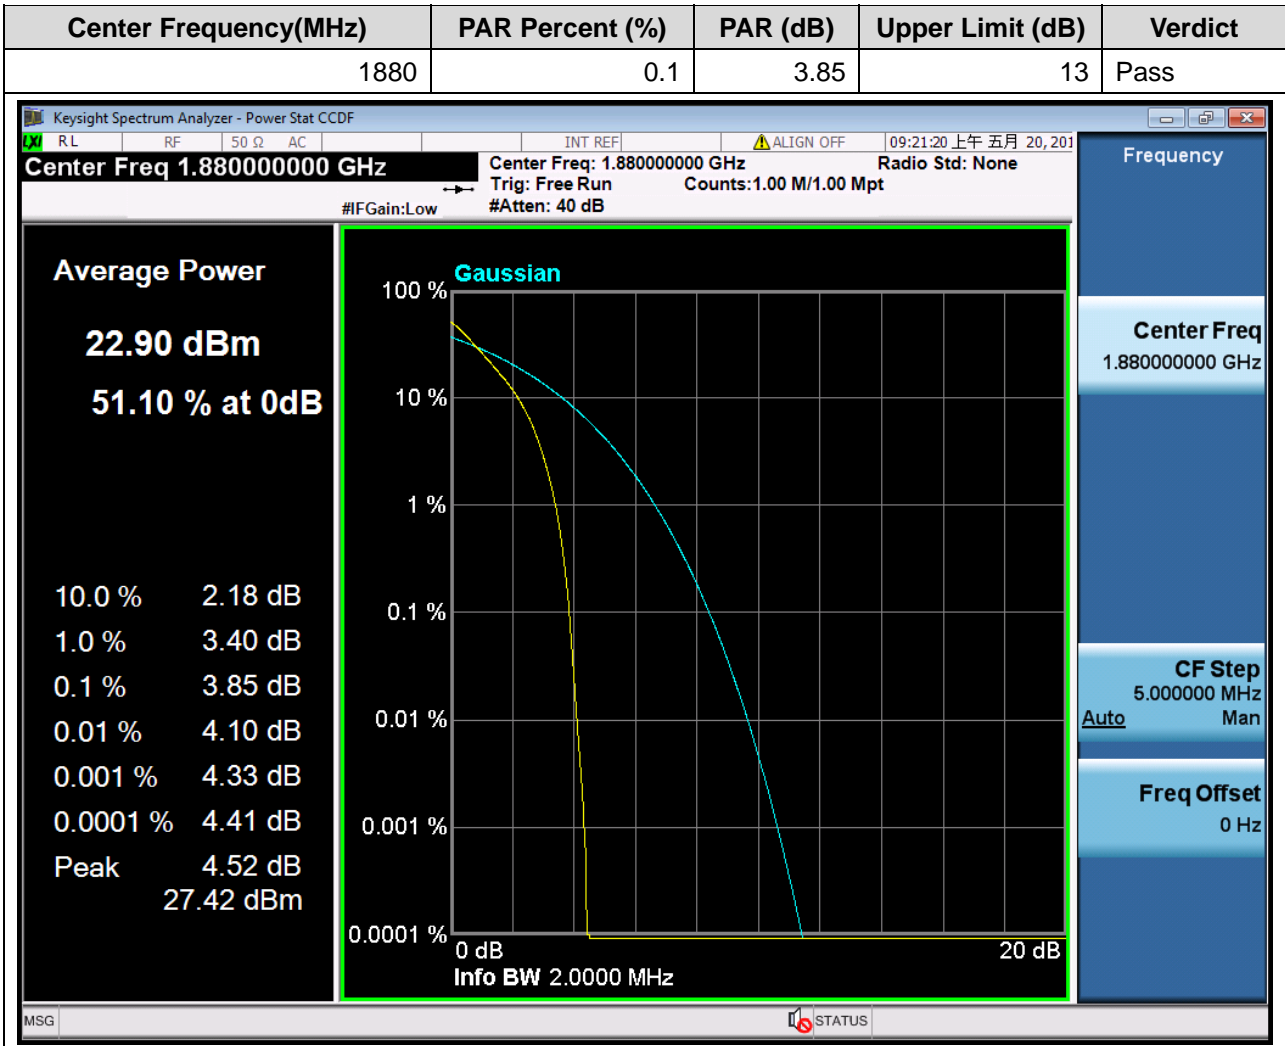 Center Frequency(MHz) PAR Percent (%) PAR (dB) Upper Limit (dB) Verdict
1880 0.1 3.85 13 Pass
Keysight Spectrum Analyzer - Power Stat CCDF
LXI RL RF 50 Ω AC INT REF ALIGN OFF 09:21:20 上午 五月 20, 201
Center Freq 1.880000000 GHz
Center Freq: 1.880000000 GHz Radio Std: None
Trig: Free Run Counts:1.00 M/1.00 Mpt
#IFGain:Low #Atten: 40 dB
Average Power
22.90 dBm
51.10 % at 0dB
10.0 % 2.18 dB
1.0 % 3.40 dB
0.1 % 3.85 dB
0.01 % 4.10 dB
0.001 % 4.33 dB
0.0001 % 4.41 dB
Peak 4.52 dB
27.42 dBm
Gaussian
100 %
10 %
1 %
0.1 %
0.01 %
0.001 %
0.0001 %
0 dB 20 dB
Info BW 2.0000 MHz
Frequency
Center Freq
1.880000000 GHz
CF Step
5.000000 MHz
Auto Man
Freq Offset
0 Hz
MSG STATUS